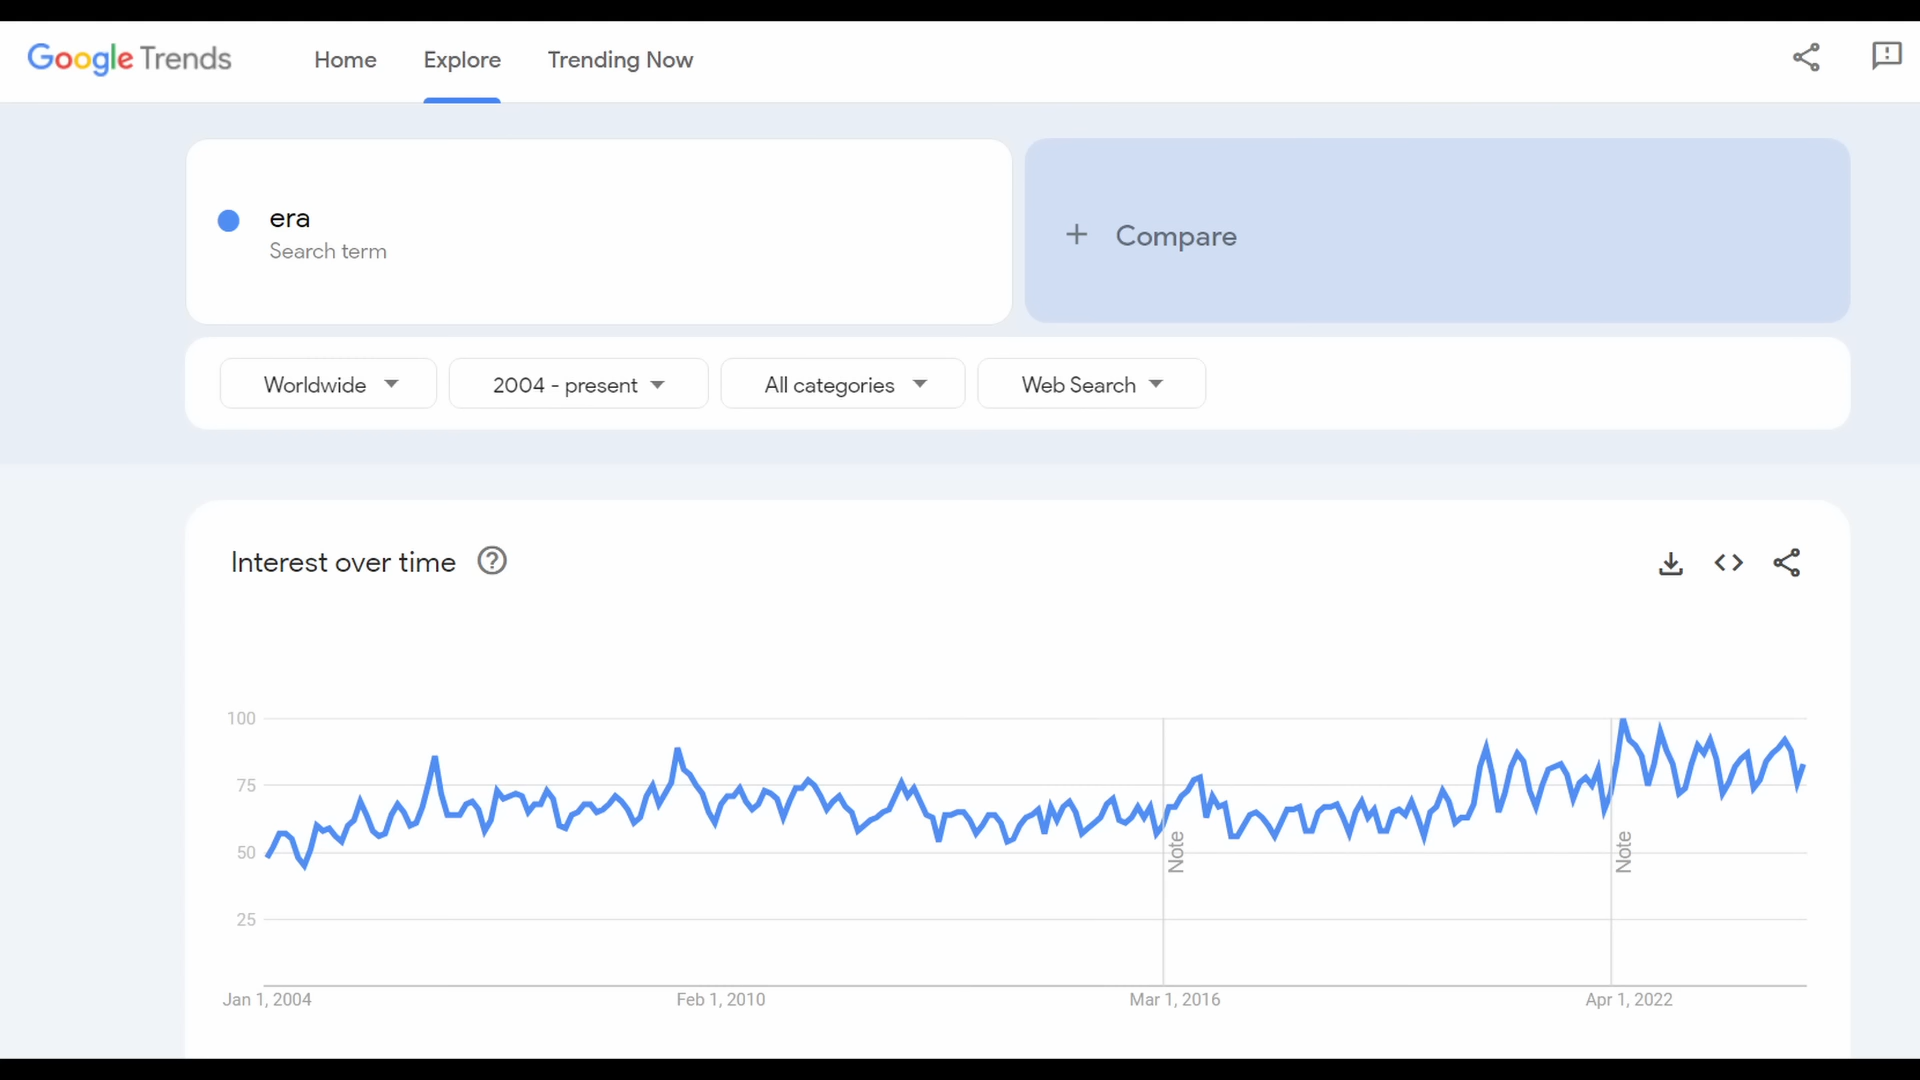 Google Trends
Home
Explore
Trending Now
era
Search term
+ Compare
Worldwide
2004 - present
All categories
Web Search
Interest over time
100
75
50
25
Note
Note
Jan 1, 2004
Feb 1, 2010
Mar 1, 2016
Apr 1, 2022